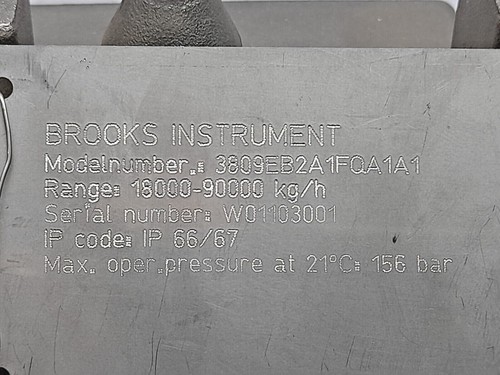 BROOKS INSTRUMENT
Modelnumber.: 3809EB2A1FQA1A1
Range: 18000-90000 kg/h
Serial number: W01103001
IP code: IP 66/67
Max. oper.pressure at 21°C: 156 bar